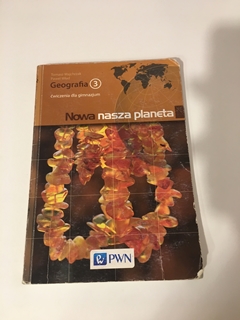 Geografia 3
Ćwiczenia dla gimnazjum
Nowa nasza planeta
PWN